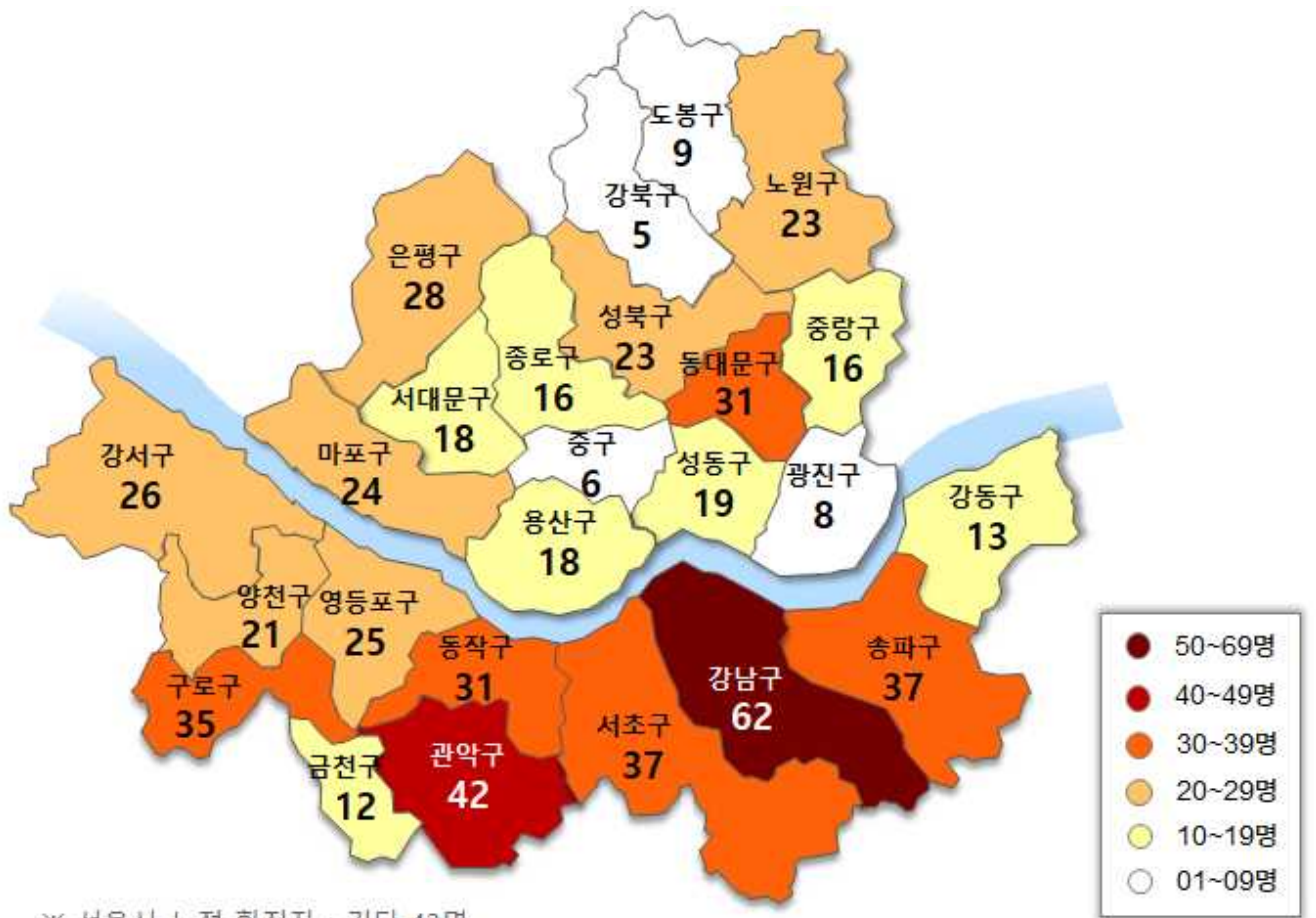 도봉구
9
강북구
5
노원구
23
은평구
28
성북구
23
중랑구
16
동대문구
31
종로구
16
서대문구
18
중구
6
성동구
19
광진구
8
강동구
13
강서구
26
마포구
24
용산구
18
양천구
21
영등포구
25
동작구
31
구로구
35
금천구
12
관악구
42
서초구
37
강남구
62
송파구
37
50~69명
40~49명
30~39명
20~29명
10~19명
01~09명